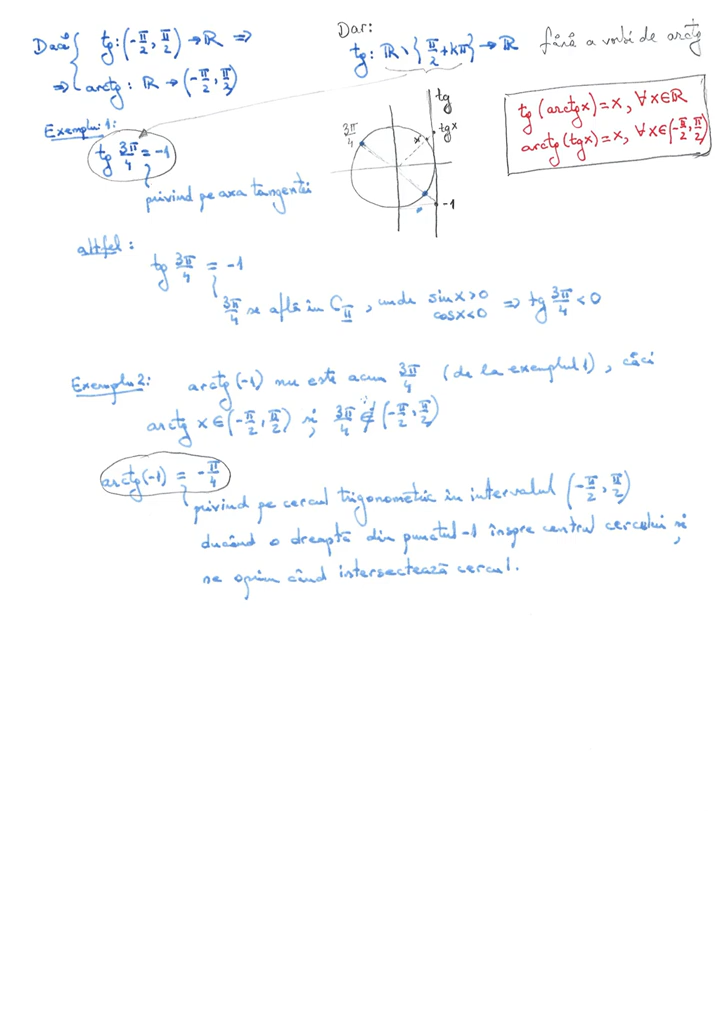 Dacă { tg: (-π/2, π/2) → ℝ ⇒
⇒ arctg: ℝ → (-π/2, π/2)
Dar:
tg: ℝ \ {π/2 + kπ} → ℝ fără a vorbi de arctg
Exemplu 1:
tg 3π/4 = -1
privind pe axa tangentei
3π/4
tg
tg x
x
-1
tg(arctg x) = x, ∀x∈ℝ
arctg(tg x) = x, ∀x∈(-π/2, π/2)
altfel:
tg 3π/4 = -1
3π/4 se află în C_II, unde sin x > 0
cos x < 0 ⇒ tg 3π/4 < 0
Exemplu 2: arctg(-1) nu este acum 3π/4 (de la exemplul 1), căci
arctg x ∈ (-π/2, π/2) și 3π/4 ∉ (-π/2, π/2)
arctg(-1) = -π/4
privind pe cercul trigonometric în intervalul (-π/2, π/2)
ducând o dreaptă din punctul -1 înspre centrul cercului și
ne oprim când intersectează cercul.